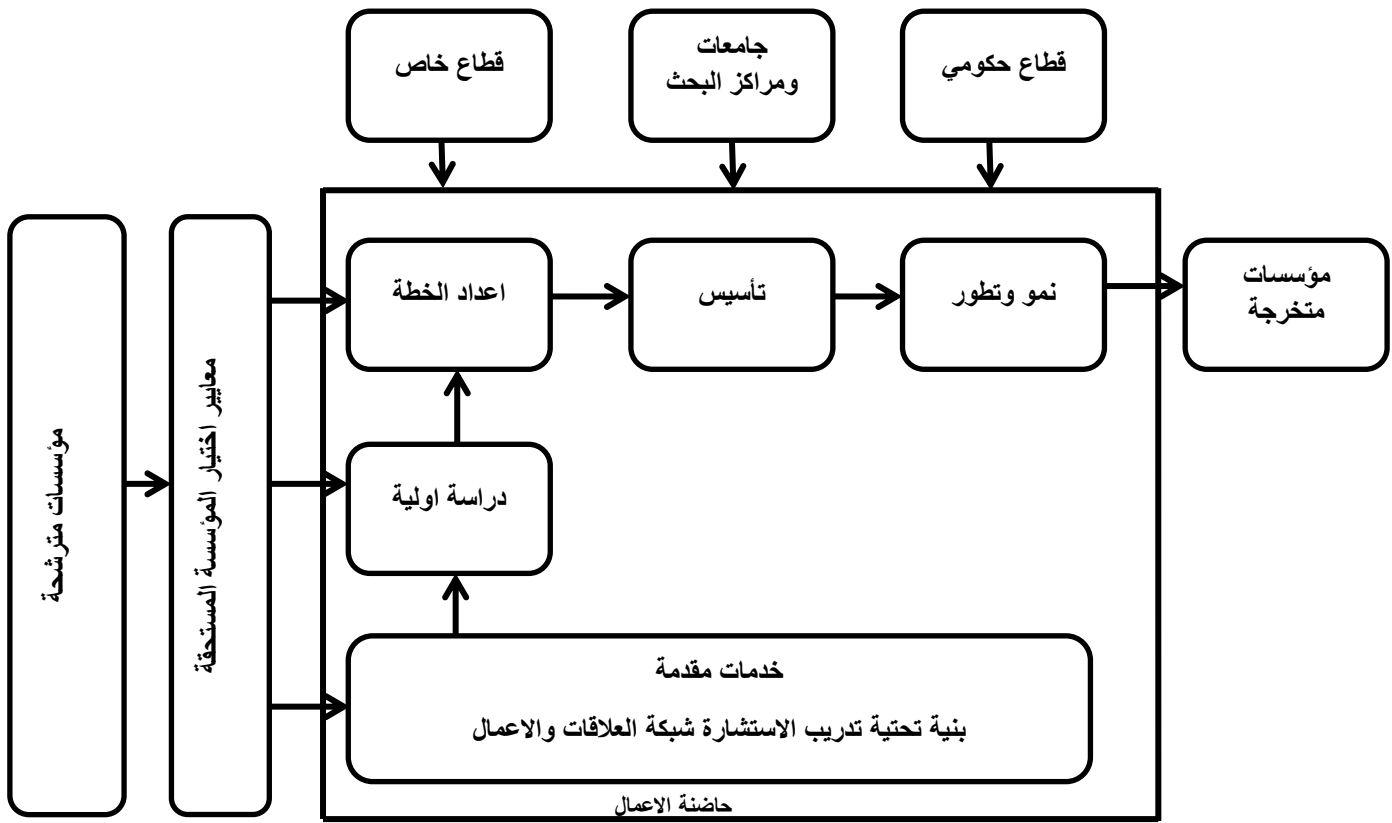 قطاع حكومي
جامعات
ومراكز البحث
قطاع خاص
مؤسسات
متخرجة
نمو وتطور
تأسيس
اعداد الخطة
دراسة اولية
معايير اختيار المؤسسة المستحقة
مؤسسات مترشحة
خدمات مقدمة
بنية تحتية تدريب الاستشارة شبكة العلاقات والاعمال
حاضنة الاعمال